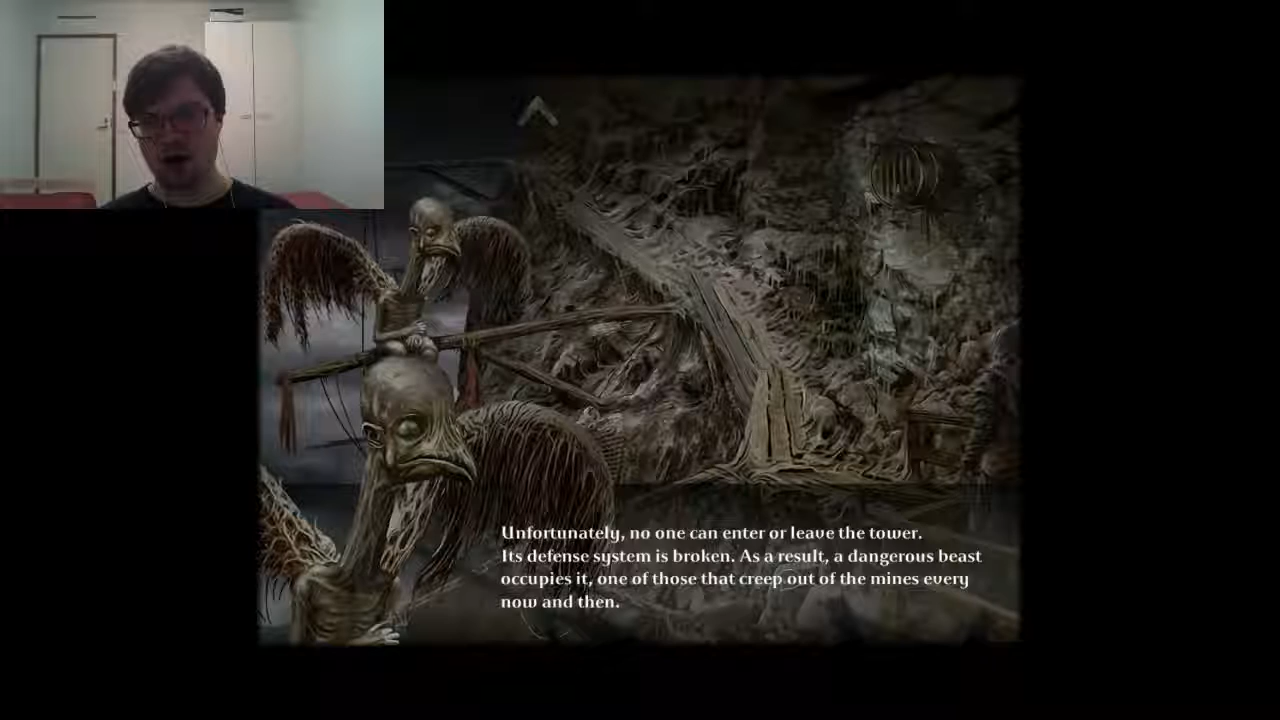 Unfortunately, no one can enter or leave the tower.
Its defense system is broken. As a result, a dangerous beast
occupies it, one of those that creep out of the mines every
now and then.